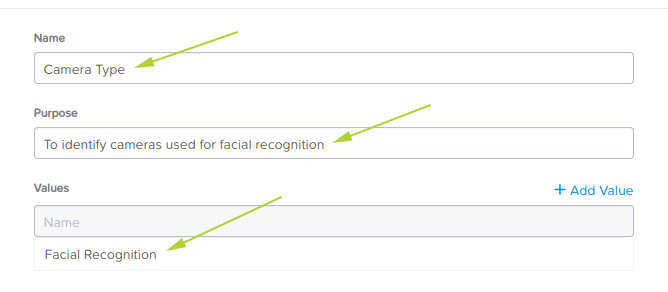 Name
Camera Type
Purpose
To identify cameras used for facial recognition
Values
+ Add Value
Name
Facial Recognition